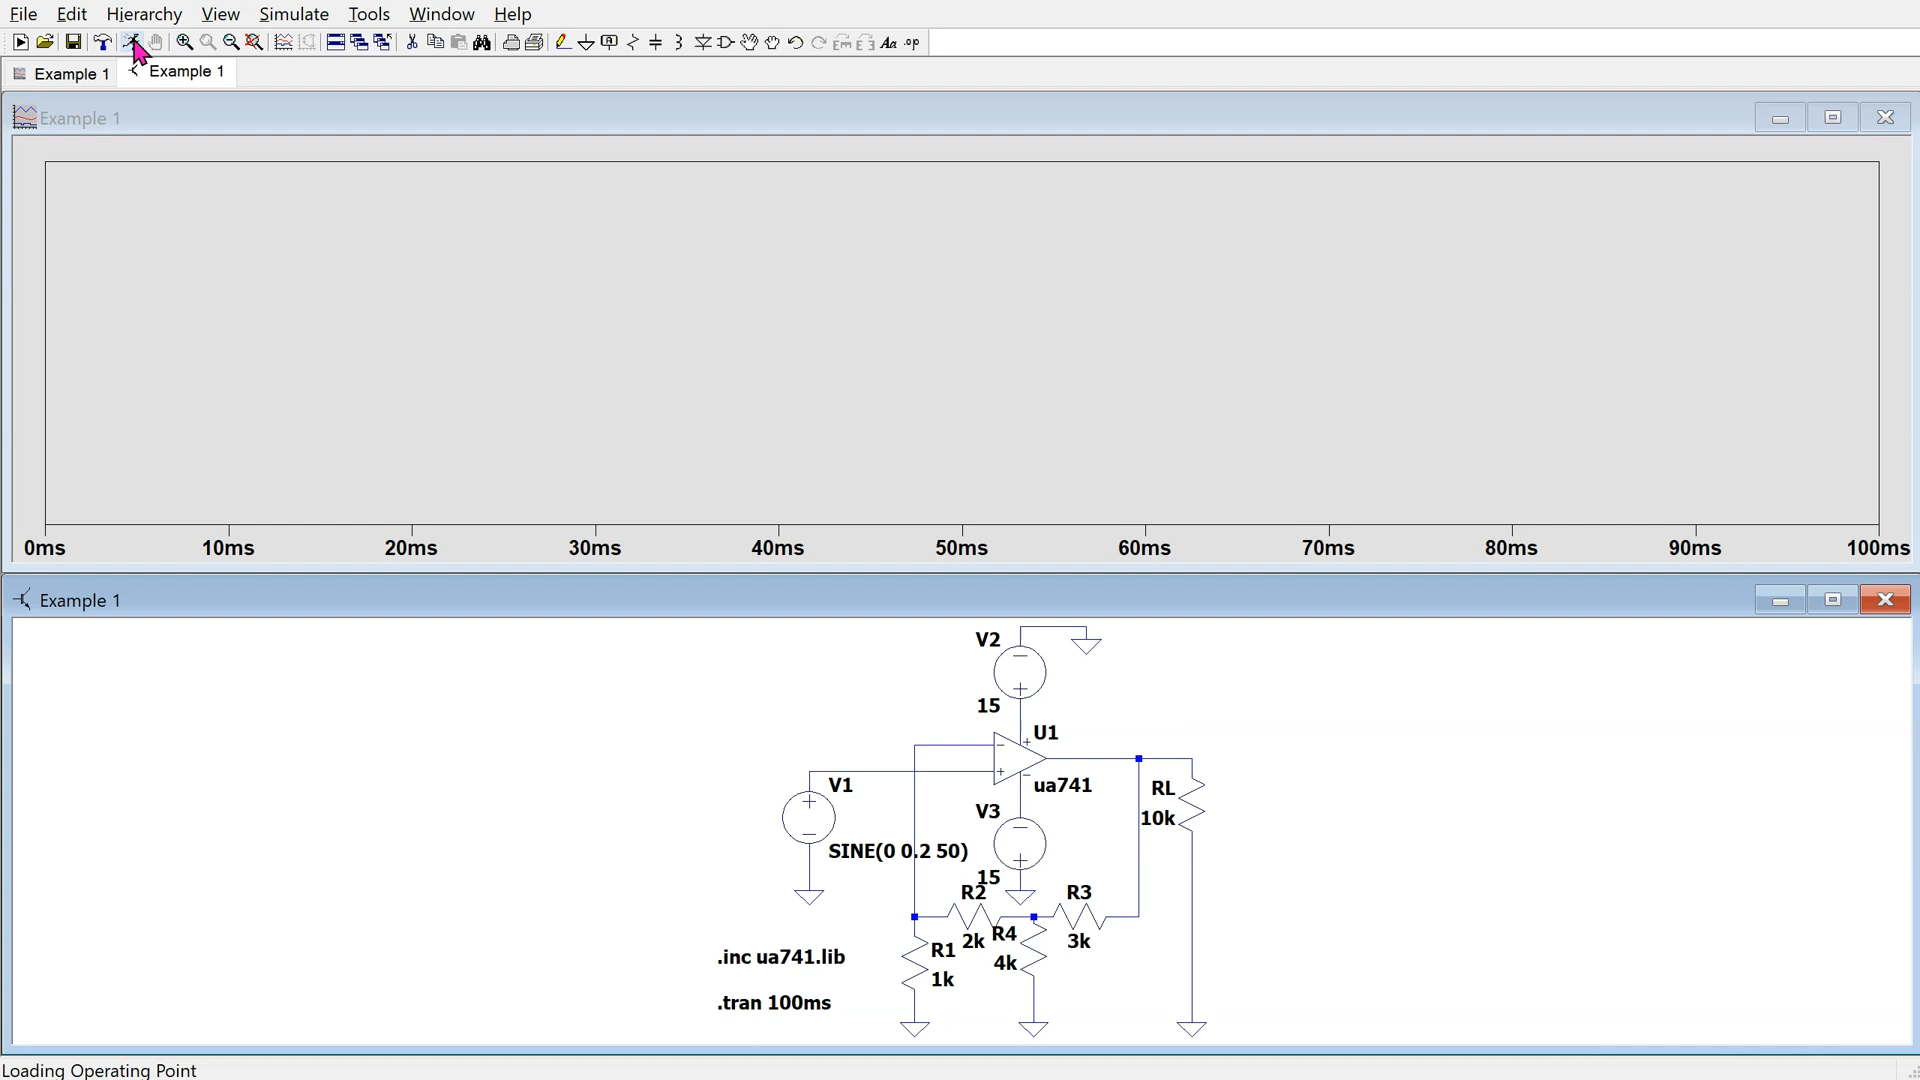 File Edit Hierarchy View Simulate Tools Window Help
Example 1 Example 1
Example 1
0ms 10ms 20ms 30ms 40ms 50ms 60ms 70ms 80ms 90ms 100ms
Example 1
V2
15
U1
V1
ua741
RL
V3
10k
SINE(0 0.2 50)
15
R2 R3
R4
2k 3k
R1
.inc ua741.lib
4k
1k
.tran 100ms
Loading Operating Point